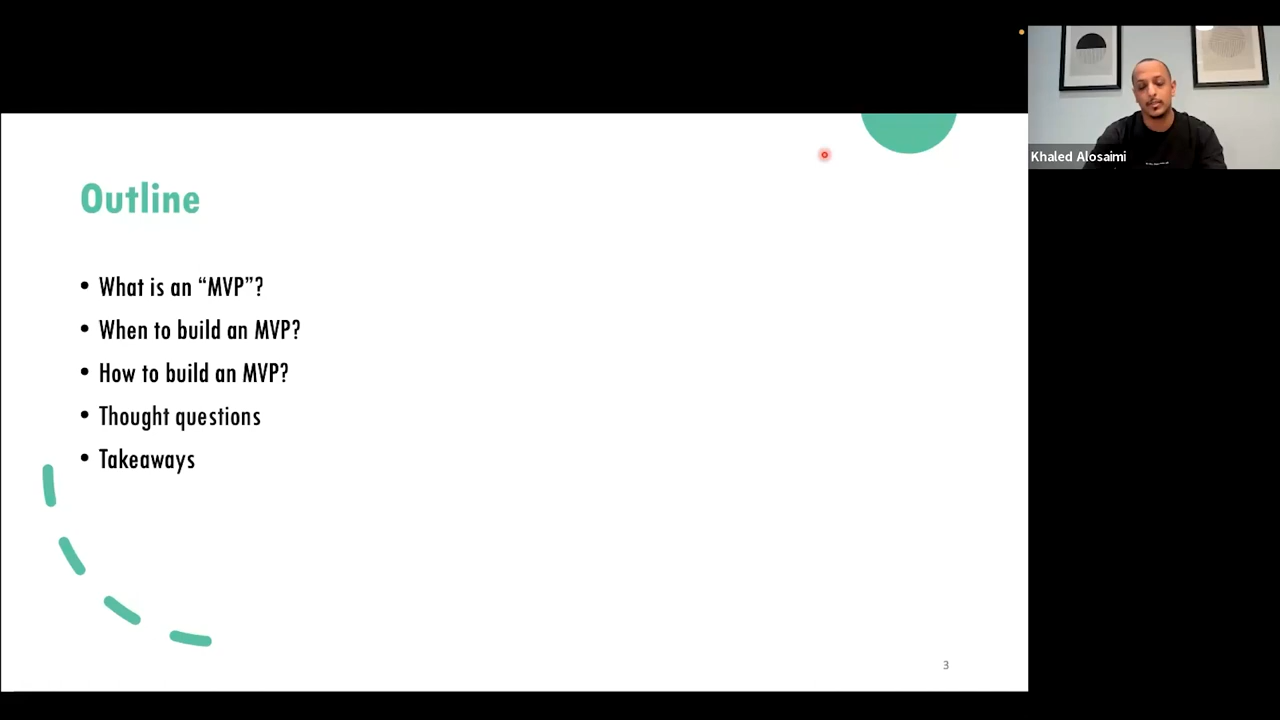 Khaled Alosaimi
Outline
• What is an “MVP”?
• When to build an MVP?
• How to build an MVP?
• Thought questions
• Takeaways
3